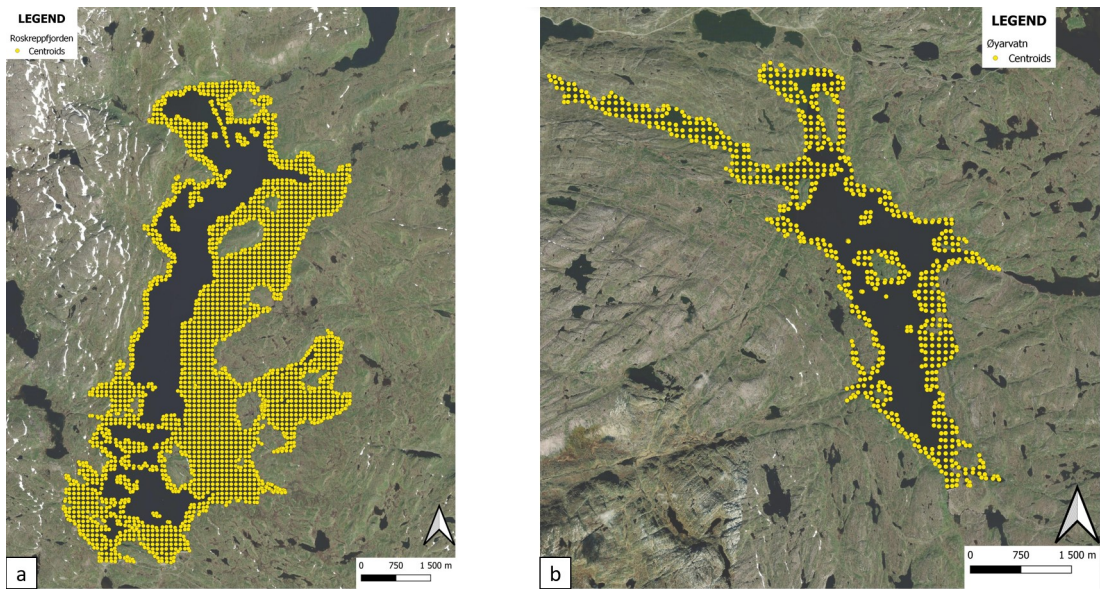 LEGEND
Roskreppfjorden
Centroids
0 750 1 500 m
a
LEGEND
Øyarvatn
Centroids
0 750 1 500 m
b